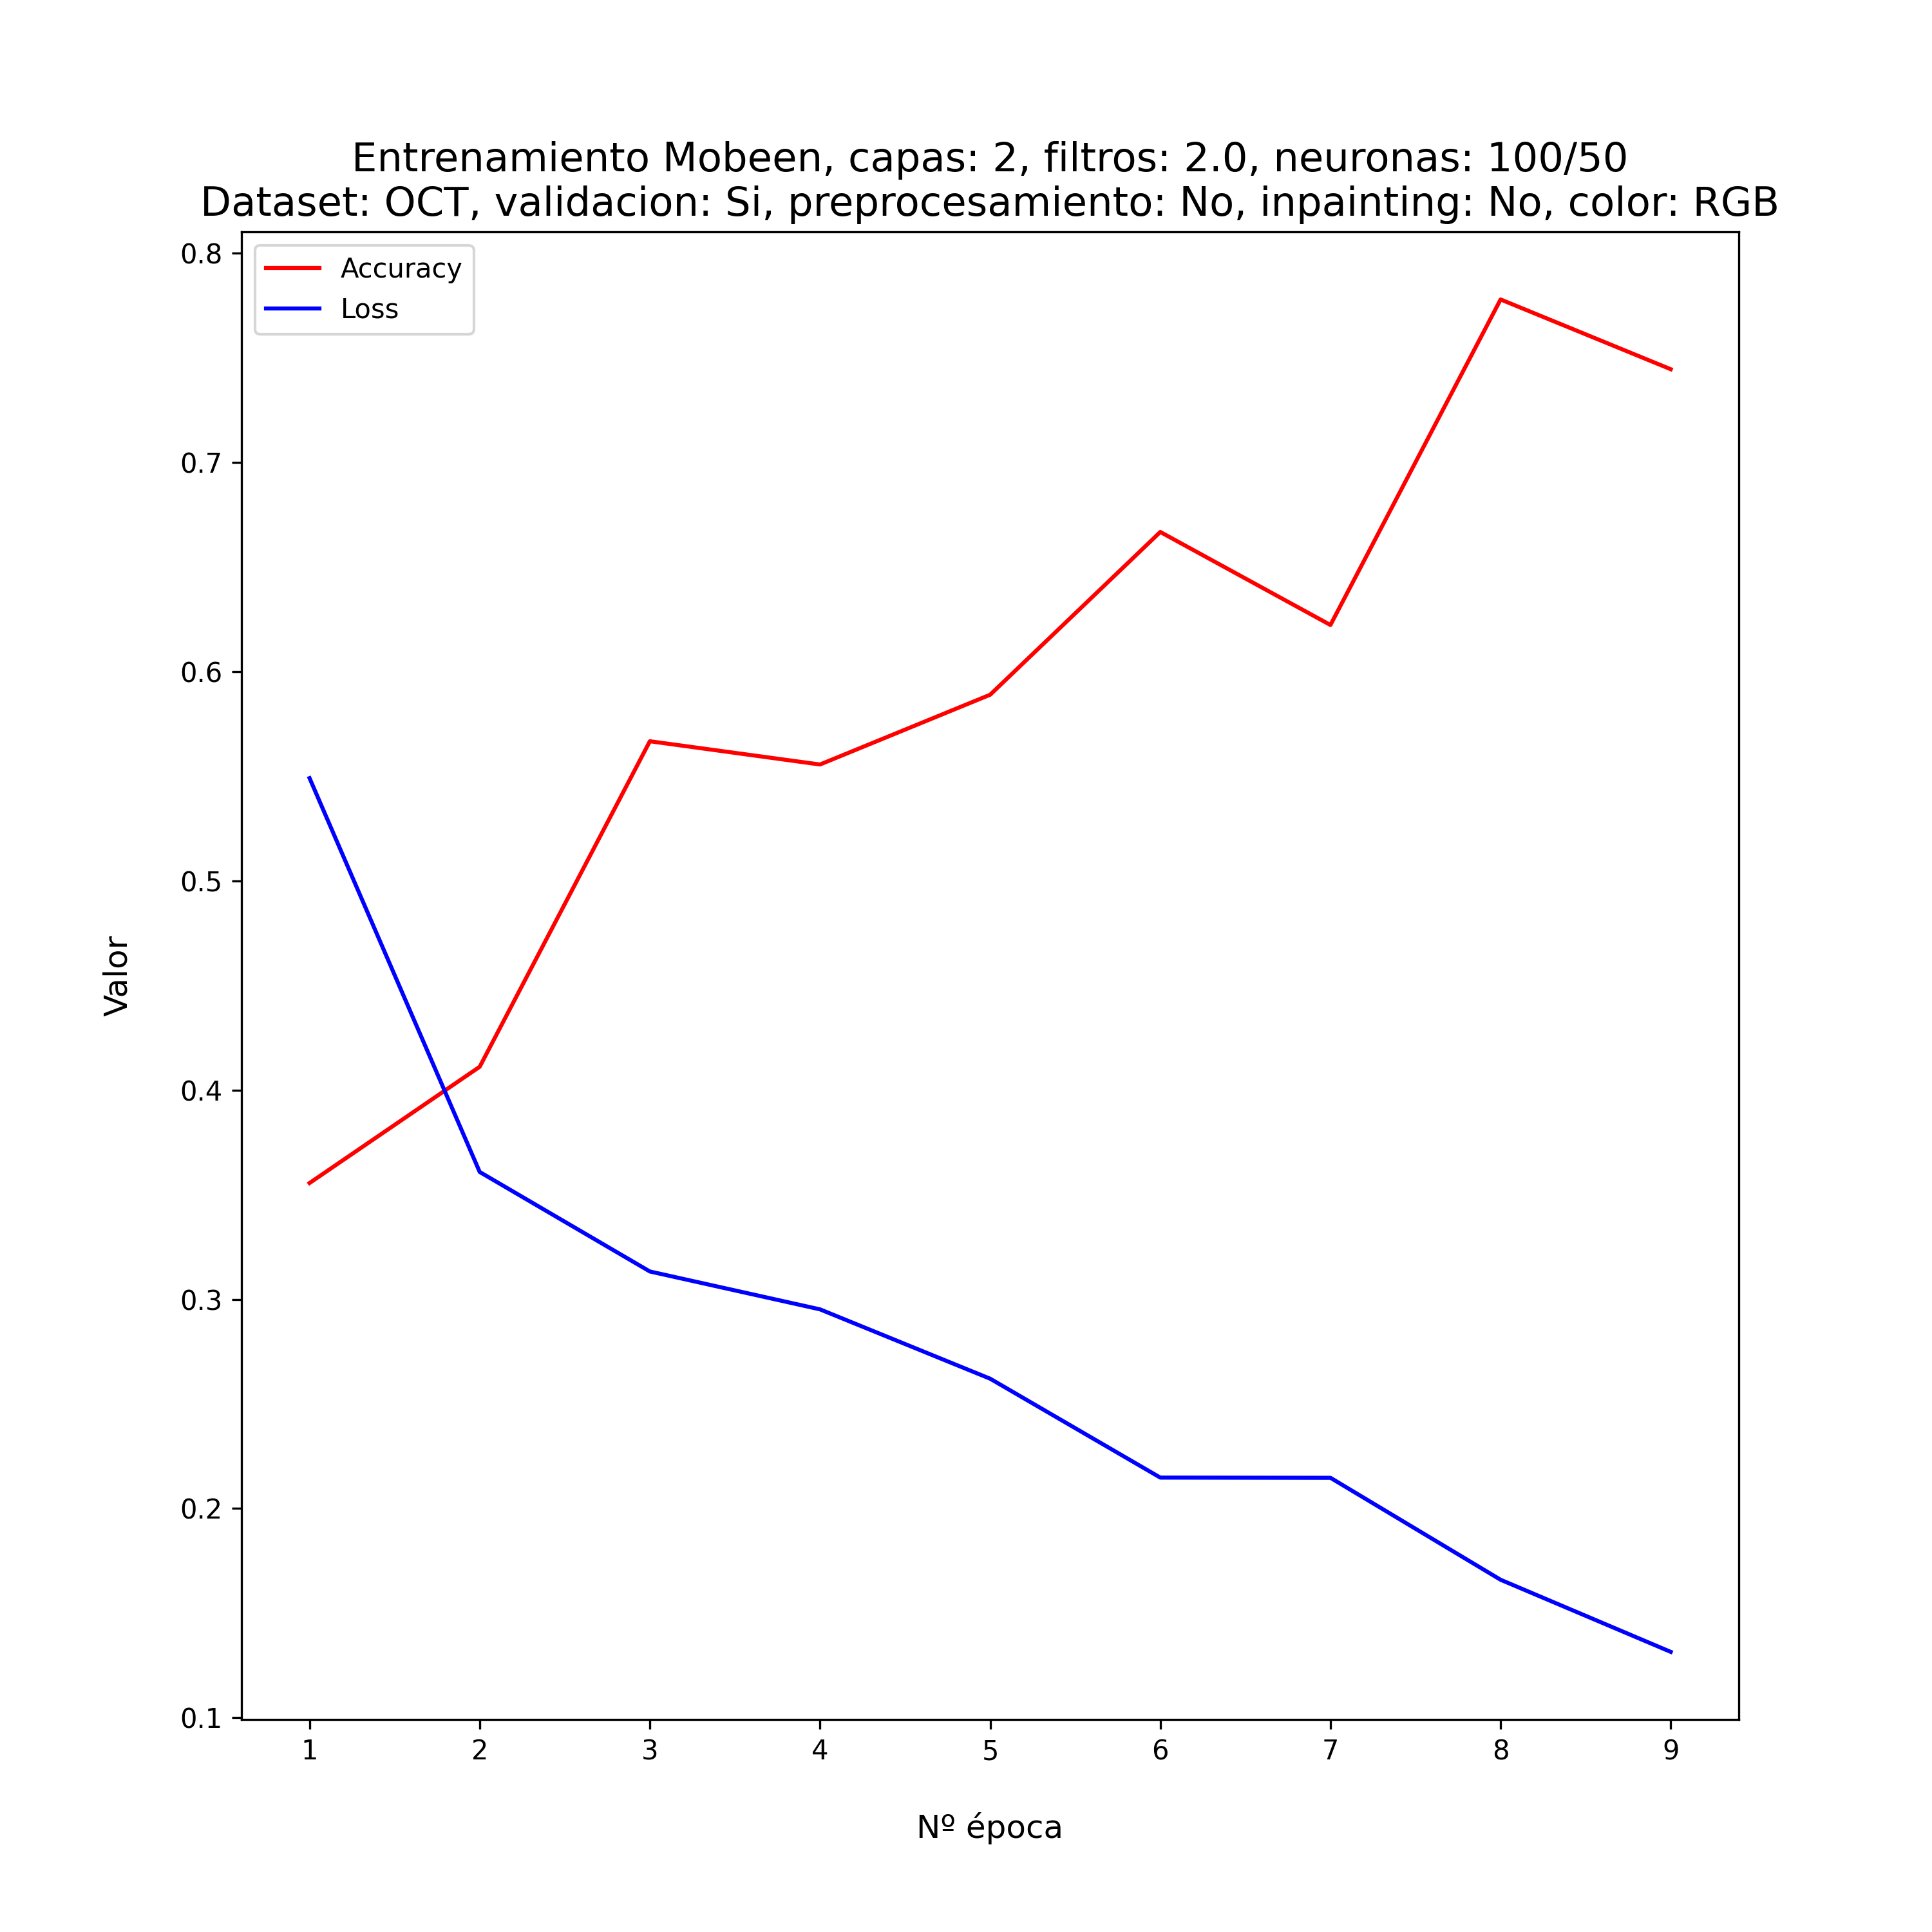 Entrenamiento Mobeen, capas: 2, filtros: 2.0, neuronas: 100/50
Dataset: OCT, validacion: Si, preprocesamiento: No, inpainting: No, color: RGB
Accuracy
Loss
0.8
0.7
0.6
0.5
0.4
0.3
0.2
0.1
Valor
1 2 3 4 5 6 7 8 9
Nº época